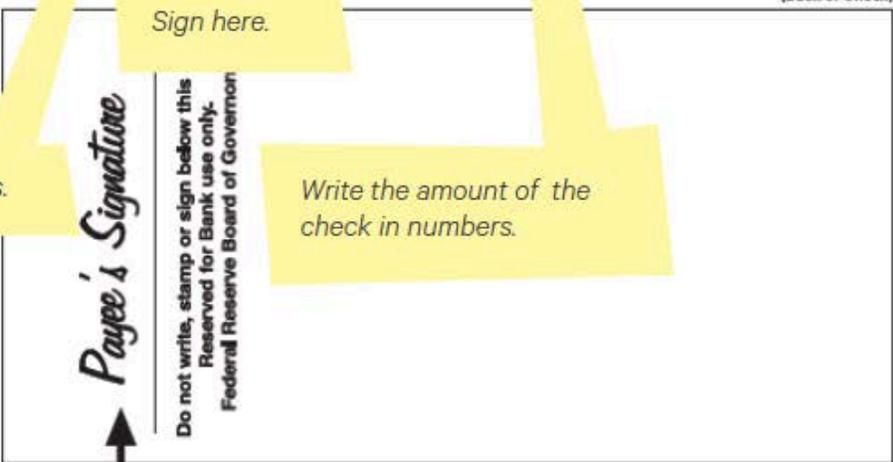 Sign here.
Payee's Signature
Do not write, stamp or sign below this
Reserved for Bank use only.
Federal Reserve Board of Governor
Write the amount of the
check in numbers.